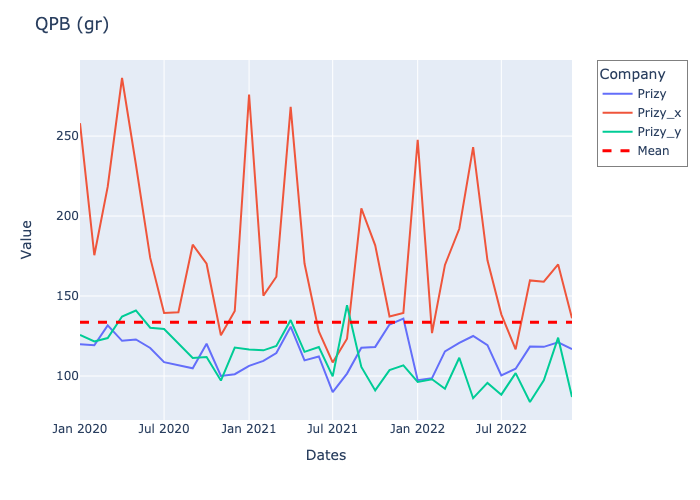 QPB (gr)
Company
Prizy
Prizy_x
Prizy_y
Mean
Value
250
200
150
100
Jan 2020
Jul 2020
Jan 2021
Jul 2021
Jan 2022
Jul 2022
Dates